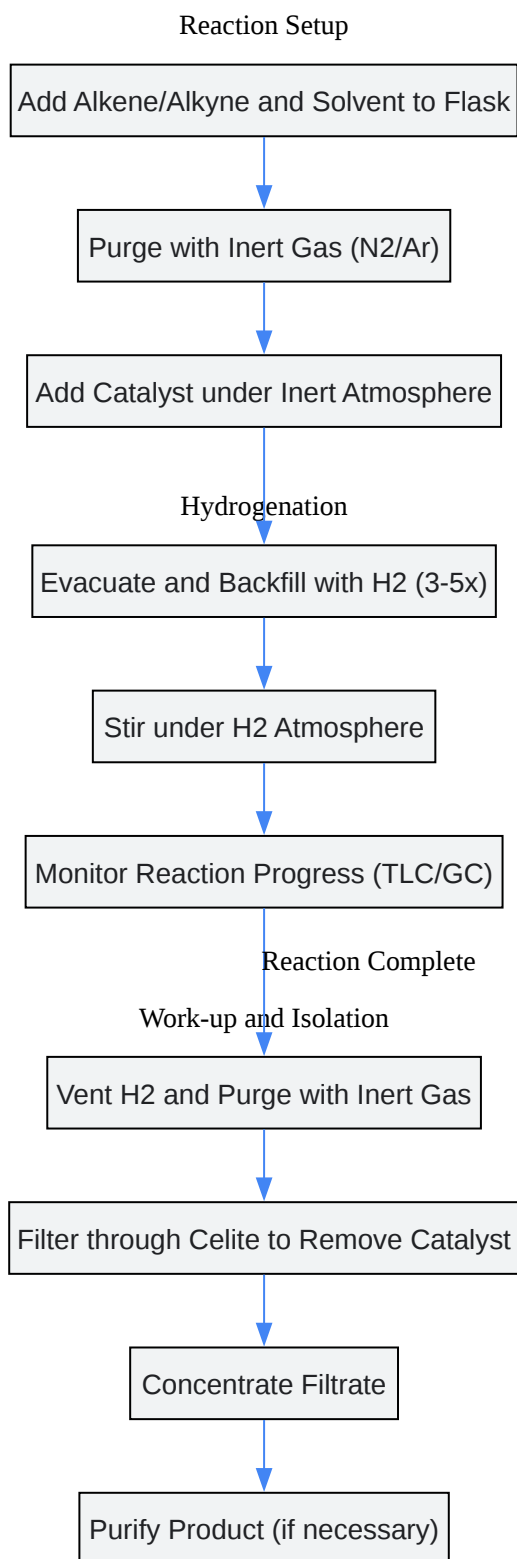 Reaction Setup
Add Alkene/Alkyne and Solvent to Flask
Purge with Inert Gas (N2/Ar)
Add Catalyst under Inert Atmosphere
Hydrogenation
Evacuate and Backfill with H2 (3-5x)
Stir under H2 Atmosphere
Monitor Reaction Progress (TLC/GC)
Reaction Complete
Work-up and Isolation
Vent H2 and Purge with Inert Gas
Filter through Celite to Remove Catalyst
Concentrate Filtrate
Purify Product (if necessary)